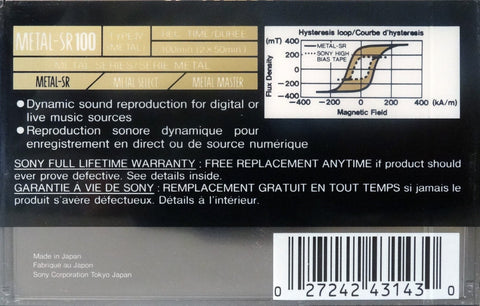 METAL-SR 100
TYPE IV
METAL
REC TIME/DURÉE
100min (2×50min)
METAL SERIES/SÉRIE METAL
METAL-SR METAL SELECT METAL MASTER
● Dynamic sound reproduction for digital or
live music sources
● Reproduction sonore dynamique pour
enregistrement en direct ou de source numérique
Hysteresis loop/Courbe d'hysteresis
(mT)
METAL-SR
SONY HIGH
BIAS TAPE
Flux Density
400
200
0
-200
-400
-400 -200 0 200 400 (kA/m)
Magnetic Field
SONY FULL LIFETIME WARRANTY : FREE REPLACEMENT ANYTIME if product should
ever prove defective. See details inside.
GARANTIE A VIE DE SONY : REMPLACEMENT GRATUIT EN TOUT TEMPS si jamais le
produit s'avère défectueux. Détails à l'intérieur.
Made in Japan
Fabriqué au Japon
Sony Corporation Tokyo Japan
0 27242 43143 0